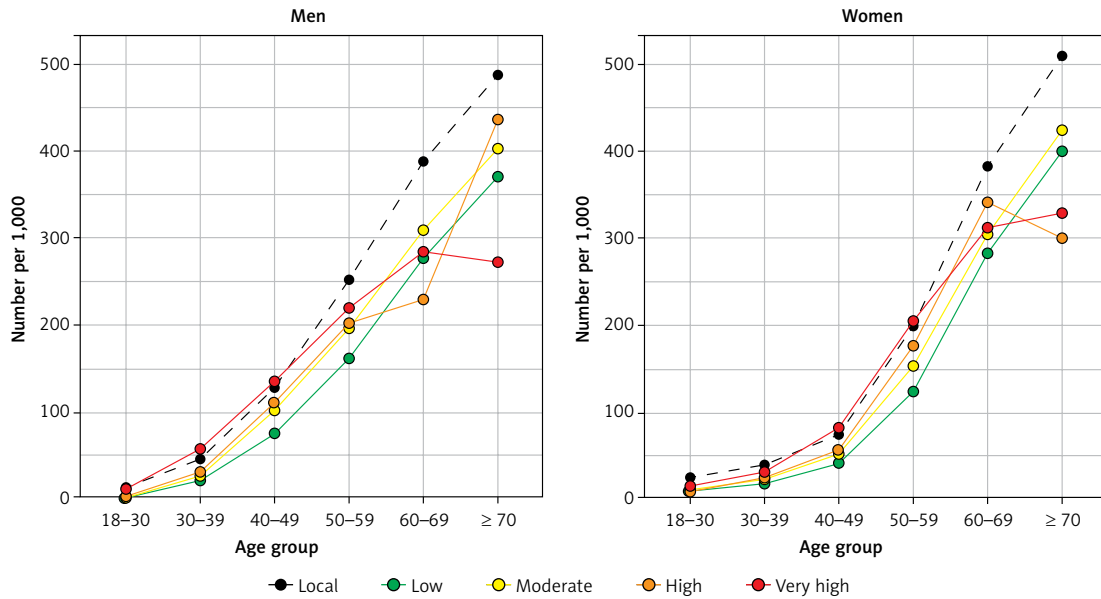 Men
Number per 1,000
500
400
300
200
100
0
18–30 30–39 40–49 50–59 60–69 ≥ 70
Age group
Women
Number per 1,000
500
400
300
200
100
0
18–30 30–39 40–49 50–59 60–69 ≥ 70
Age group
Local Low Moderate High Very high